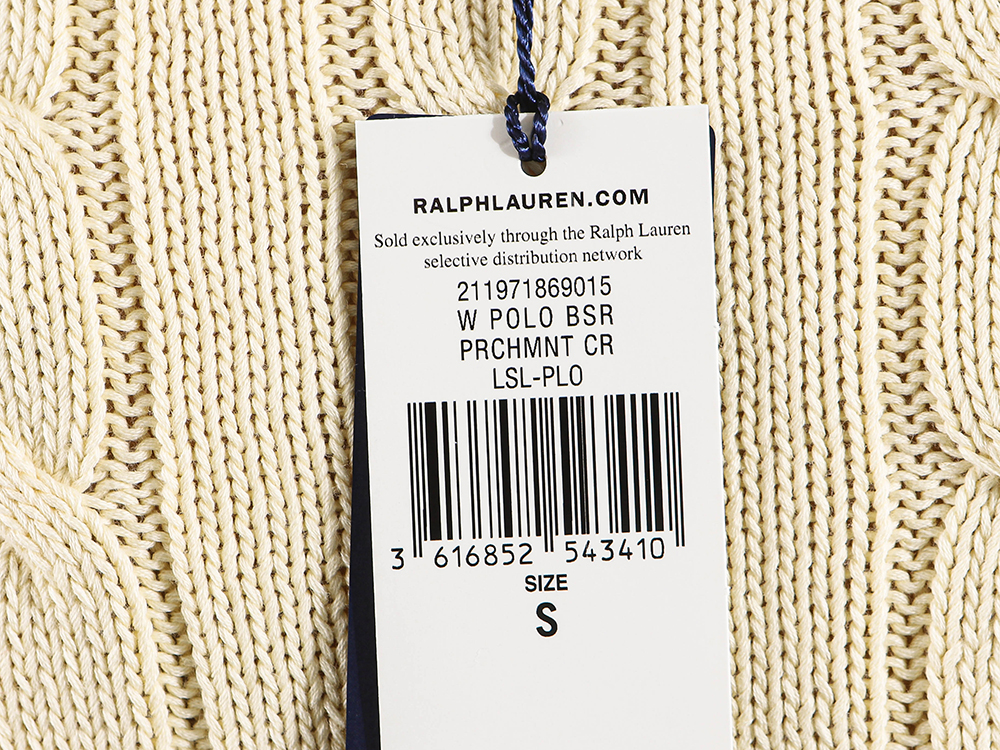 RALPHLAUREN.COM
Sold exclusively through the Ralph Lauren
selective distribution network
211971869015
W POLO BSR
PRCHMNT CR
LSL-PLO
3 616852 543410
SIZE
S